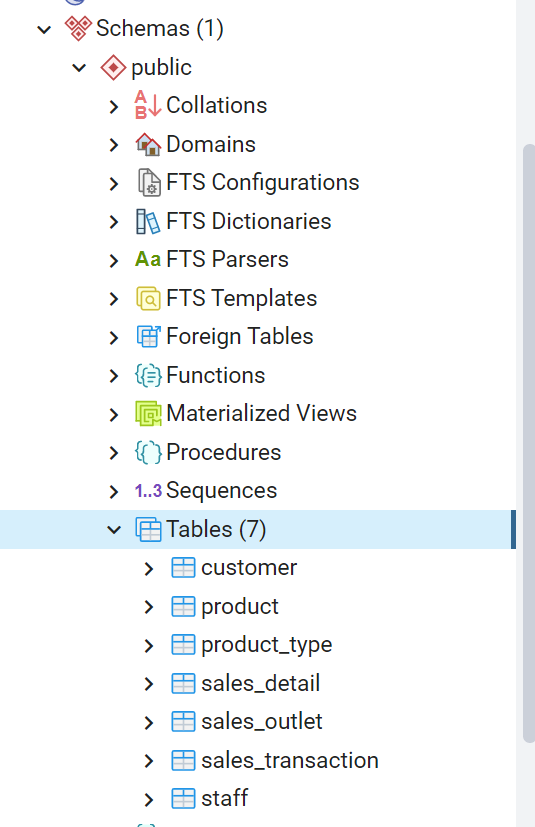 Schemas (1)
public
Collations
Domains
FTS Configurations
FTS Dictionaries
Aa FTS Parsers
FTS Templates
Foreign Tables
Functions
Materialized Views
Procedures
1..3 Sequences
Tables (7)
customer
product
product_type
sales_detail
sales_outlet
sales_transaction
staff